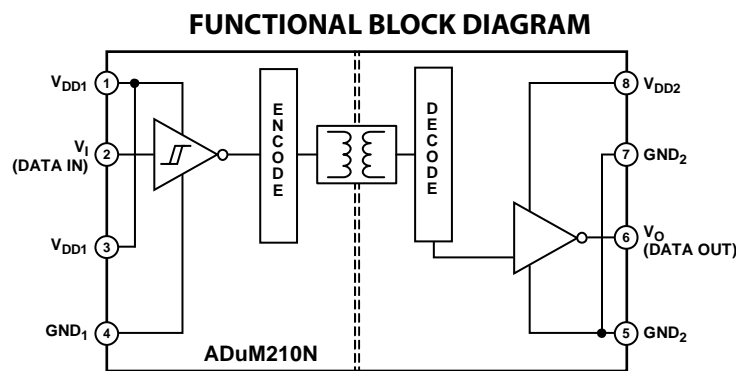 FUNCTIONAL BLOCK DIAGRAM
VDD1 1
VI 2
(DATA IN)
VDD1 3
GND1 4
ENCODE
DECODE
8 VDD2
7 GND2
6 VO
(DATA OUT)
5 GND2
ADuM210N